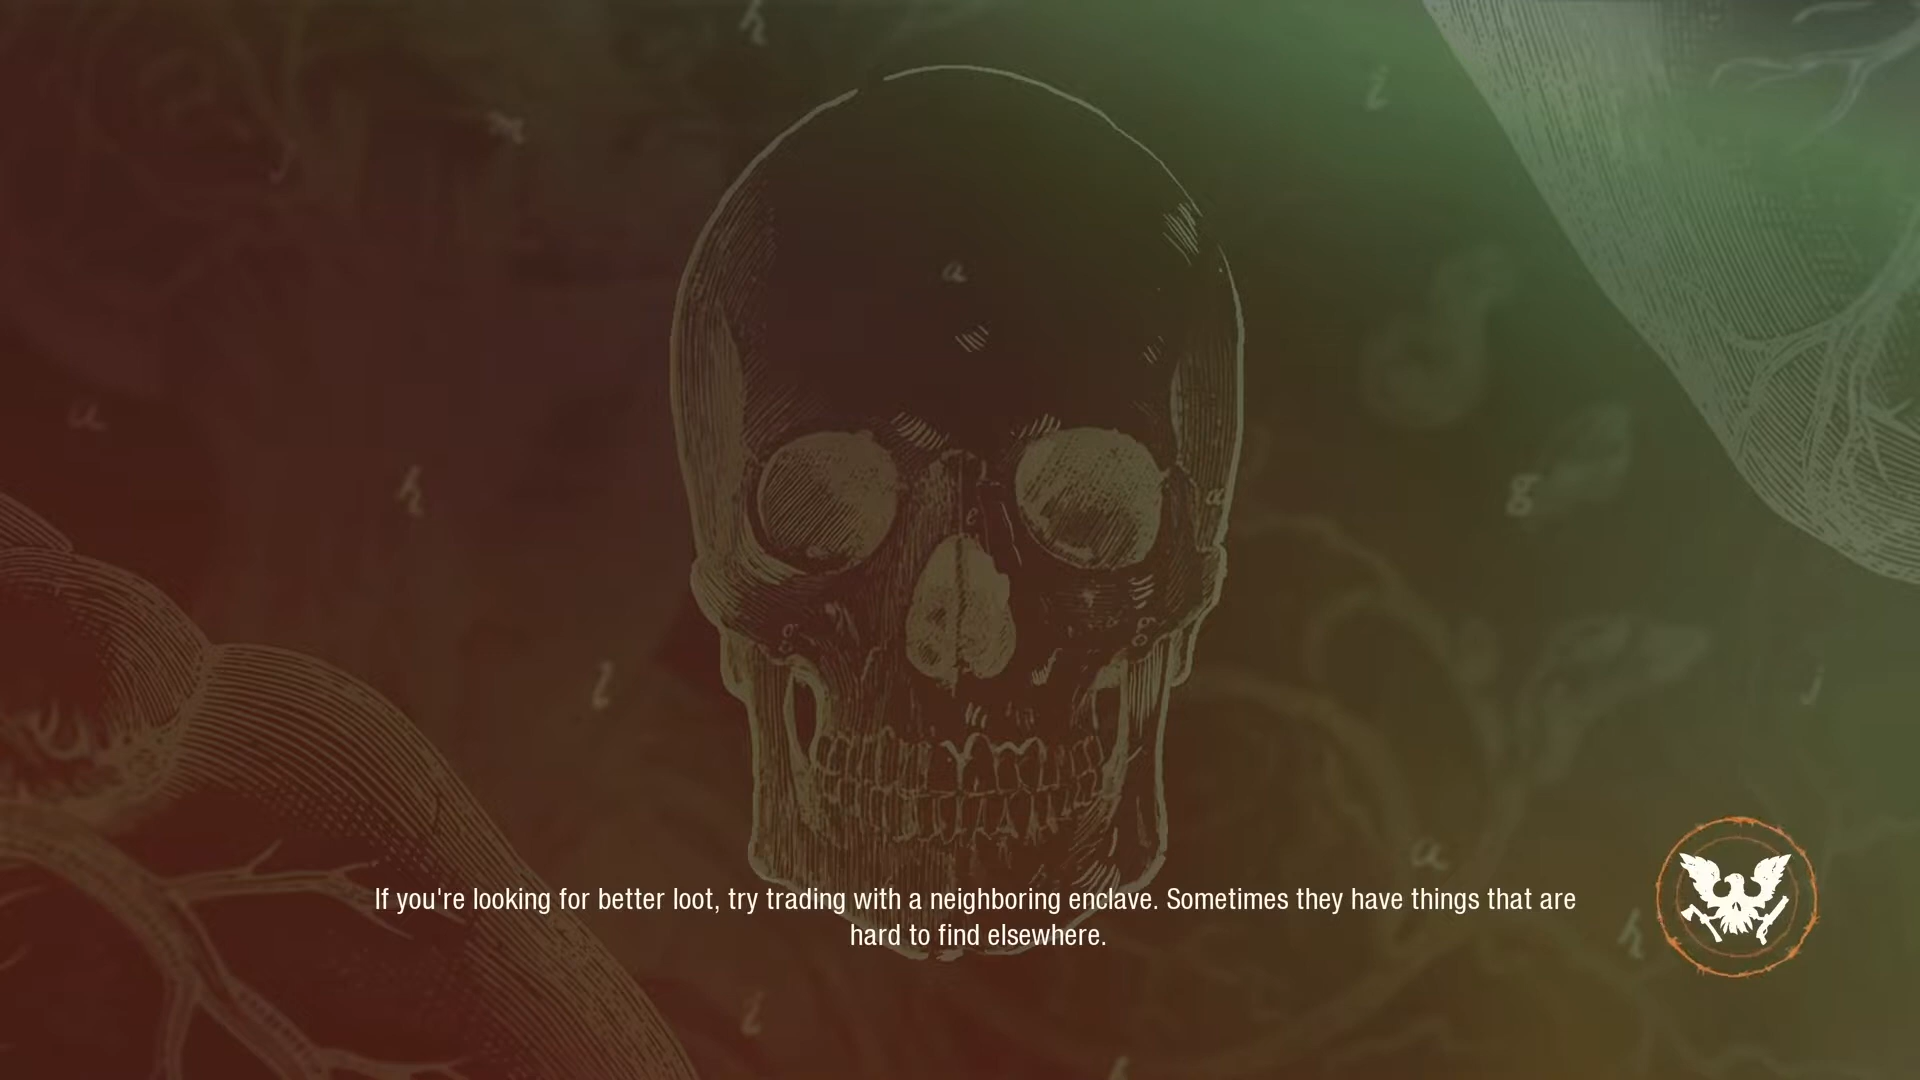 h
i
x
a
a
h
a
e
g
l
j
a
If you're looking for better loot, try trading with a neighboring enclave. Sometimes they have things that are
hard to find elsewhere.
h
i